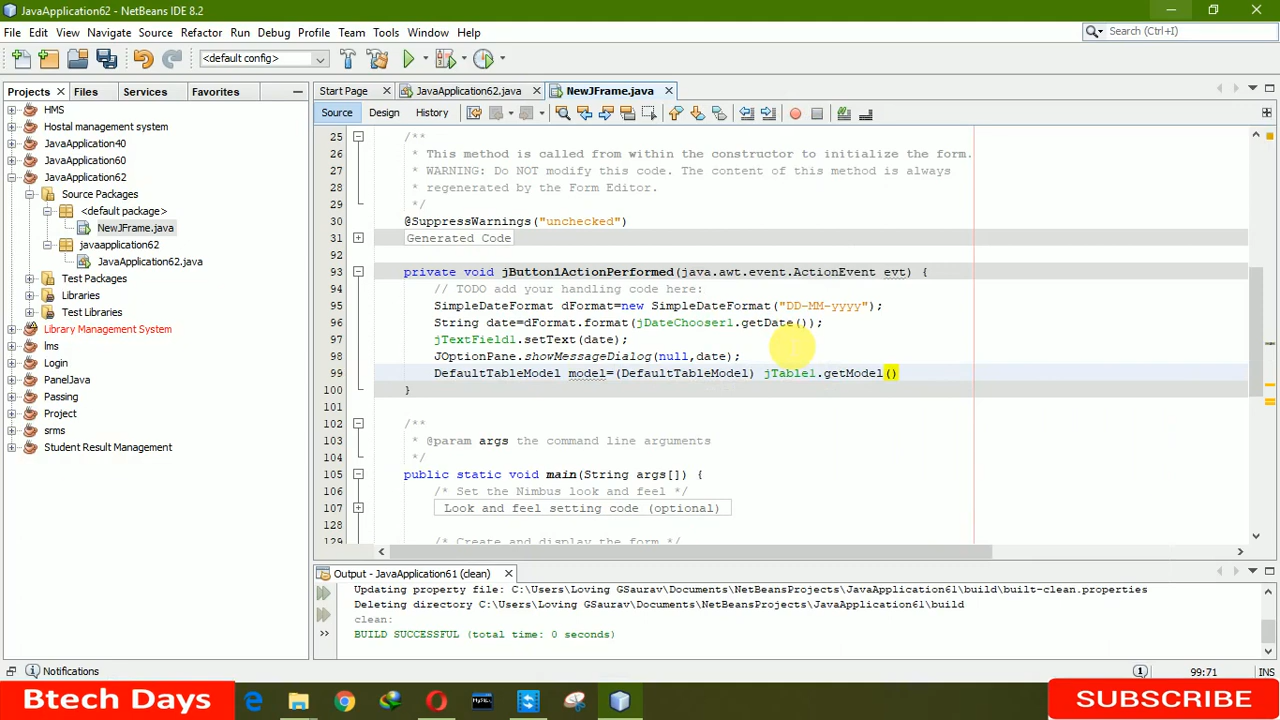 JavaApplication62 - NetBeans IDE 8.2
File Edit View Navigate Source Refactor Run Debug Profile Team Tools Window Help
Search (Ctrl+I)
<default config>
Projects Files Services Favorites
Start Page JavaApplication62.java NewJFrame.java
Source Design History
HMS
Hostal management system
JavaApplication40
JavaApplication60
JavaApplication62
Source Packages
<default package>
NewJFrame.java
javaapplication62
JavaApplication62.java
Test Packages
Libraries
Test Libraries
Library Management System
lms
Login
PanelJava
Passing
Project
srms
Student Result Management
25 /**
26 * This method is called from within the constructor to initialize the form.
27 * WARNING: Do NOT modify this code. The content of this method is always
28 * regenerated by the Form Editor.
29 */
30 @SuppressWarnings("unchecked")
31 Generated Code
92
93 private void jButton1ActionPerformed(java.awt.event.ActionEvent evt) {
94 // TODO add your handling code here:
95 SimpleDateFormat dFormat=new SimpleDateFormat("DD-MM-yyyy");
96 String date=dFormat.format(jDateChooser1.getDate());
97 jTextField1.setText(date);
98 JOptionPane.showMessageDialog(null,date);
99 DefaultTableModel model=(DefaultTableModel) jTable1.getModel()
100 }
101
102 /**
103 * @param args the command line arguments
104 */
105 public static void main(String args[]) {
106 /* Set the Nimbus look and feel */
107 Look and feel setting code (optional)
128
129 /* Create and display the form */
Output - JavaApplication61 (clean)
Updating property file: C:\Users\Loving GSaurav\Documents\NetBeansProjects\JavaApplication61\build\built-clean.properties
Deleting directory C:\Users\Loving GSaurav\Documents\NetBeansProjects\JavaApplication61\build
clean:
BUILD SUCCESSFUL (total time: 0 seconds)
Notifications
1 99:71 INS
Btech Days
SUBSCRIBE